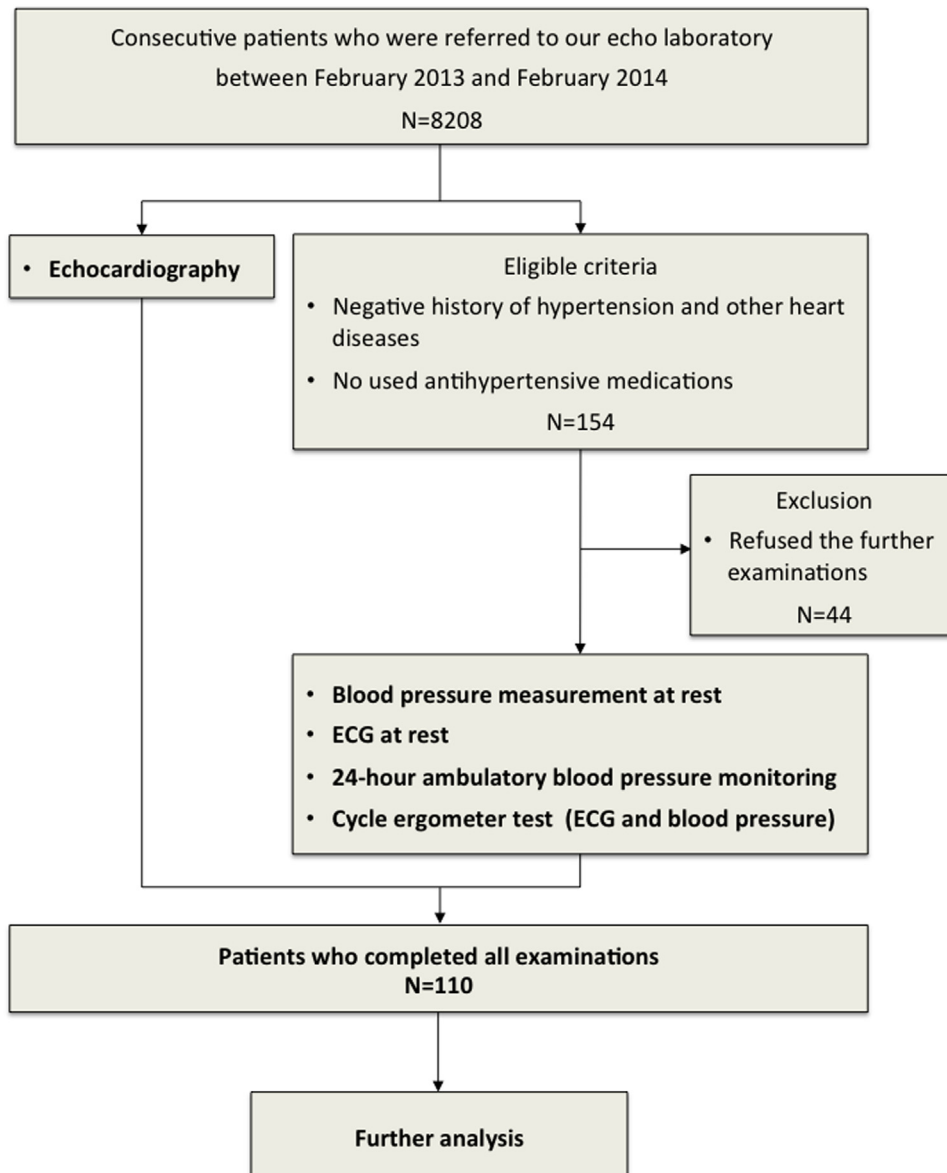 Consecutive patients who were referred to our echo laboratory
between February 2013 and February 2014
N=8208
• Echocardiography
Eligible criteria
• Negative history of hypertension and other heart
diseases
• No used antihypertensive medications
N=154
Exclusion
• Refused the further
examinations
N=44
• Blood pressure measurement at rest
• ECG at rest
• 24-hour ambulatory blood pressure monitoring
• Cycle ergometer test (ECG and blood pressure)
Patients who completed all examinations
N=110
Further analysis